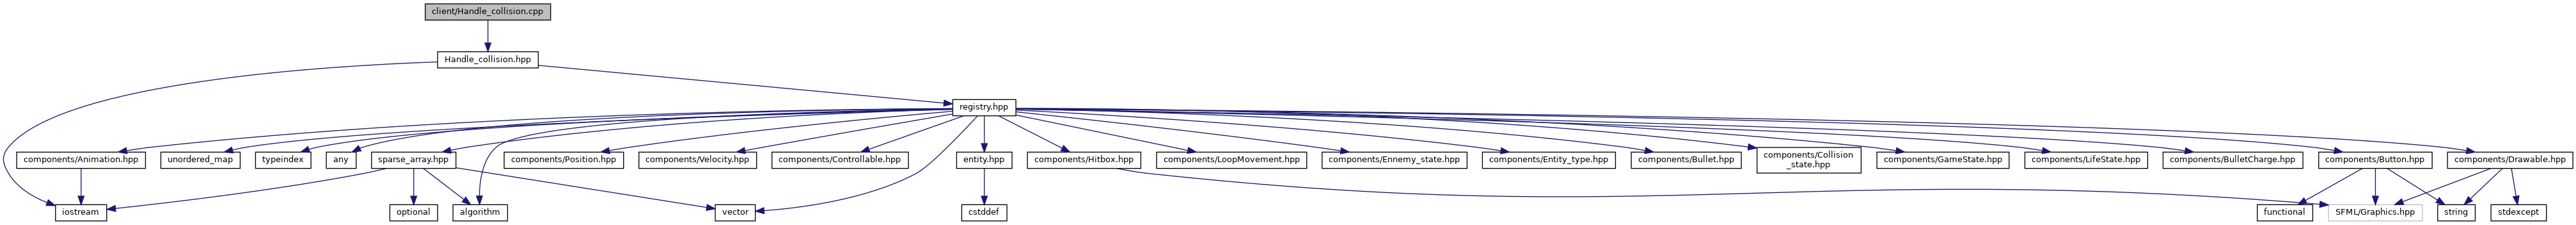 client/Handle_collision.cpp
Handle_collision.hpp
registry.hpp
components/Animation.hpp
unordered_map
typeindex
any
sparse_array.hpp
components/Position.hpp
components/Velocity.hpp
components/Controllable.hpp
entity.hpp
components/Hitbox.hpp
components/LoopMovement.hpp
components/Ennemy_state.hpp
components/Entity_type.hpp
components/Bullet.hpp
components/Collision
_state.hpp
components/GameState.hpp
components/LifeState.hpp
components/BulletCharge.hpp
components/Button.hpp
components/Drawable.hpp
iostream
optional
algorithm
vector
cstddef
functional
SFML/Graphics.hpp
string
stdexcept